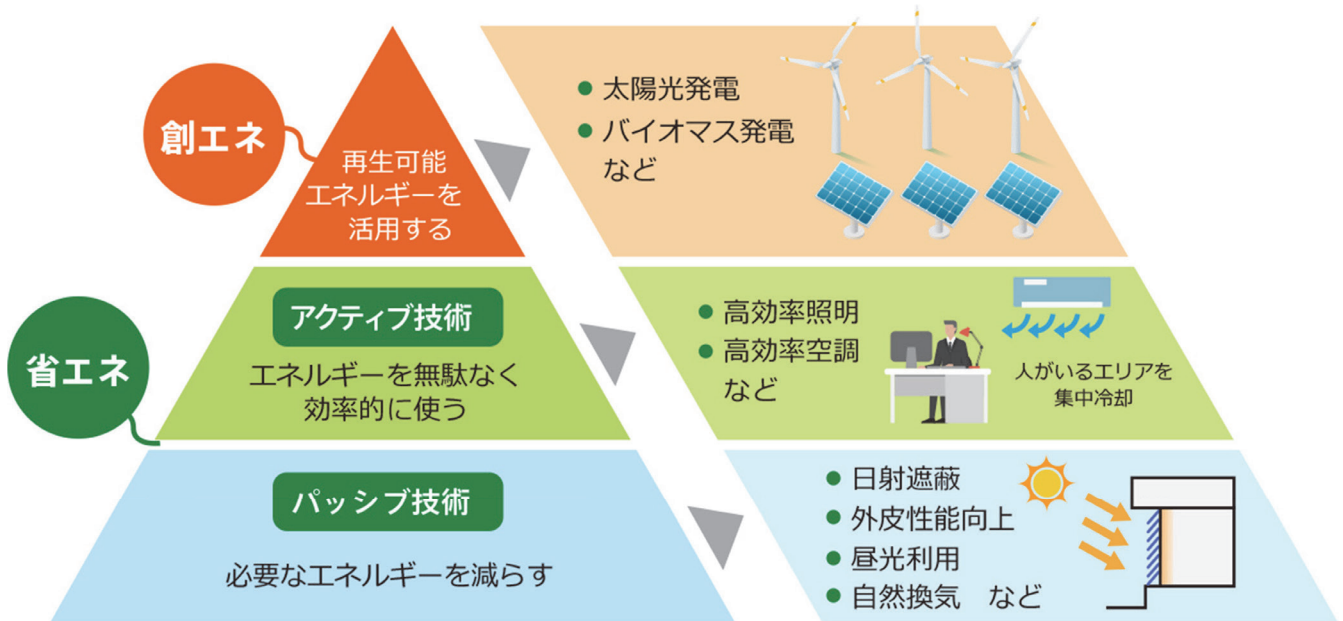 創エネ
再生可能
エネルギーを
活用する
● 太陽光発電
● バイオマス発電
など
省エネ
アクティブ技術
エネルギーを無駄なく
効率的に使う
● 高効率照明
● 高効率空調
など
人がいるエリアを
集中冷却
パッシブ技術
必要なエネルギーを減らす
● 日射遮蔽
● 外皮性能向上
● 昼光利用
● 自然換気　など